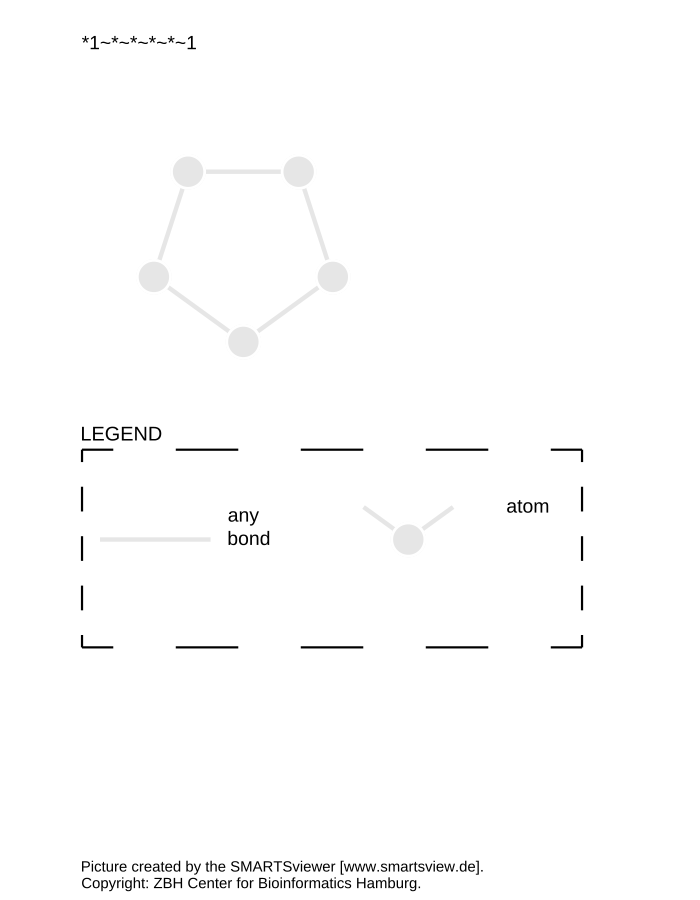 *1~*~*~*~*~1
LEGEND
any
bond
atom
Picture created by the SMARTSviewer [www.smartsview.de].
Copyright: ZBH Center for Bioinformatics Hamburg.